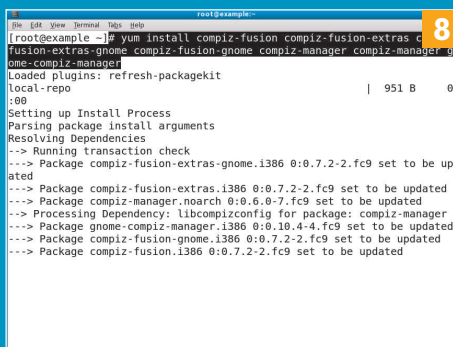 root@example:~
8
File Edit View Terminal Tabs Help
[root@example ~]# yum install compiz-fusion compiz-fusion-extras c
fusion-extras-gnome compiz-fusion-gnome compiz-manager compiz-manager g
ome-compiz-manager
Loaded plugins: refresh-packagekit
local-repo | 951 B 0
:00
Setting up Install Process
Parsing package install arguments
Resolving Dependencies
--> Running transaction check
---> Package compiz-fusion-extras-gnome.i386 0:0.7.2-2.fc9 set to be up
ated
---> Package compiz-fusion-extras.i386 0:0.7.2-2.fc9 set to be updated
---> Package compiz-manager.noarch 0:0.6.0-7.fc9 set to be updated
--> Processing Dependency: libcompizconfig for package: compiz-manager
---> Package gnome-compiz-manager.i386 0:0.10.4-4.fc9 set to be updated
---> Package compiz-fusion-gnome.i386 0:0.7.2-2.fc9 set to be updated
---> Package compiz-fusion.i386 0:0.7.2-2.fc9 set to be updated